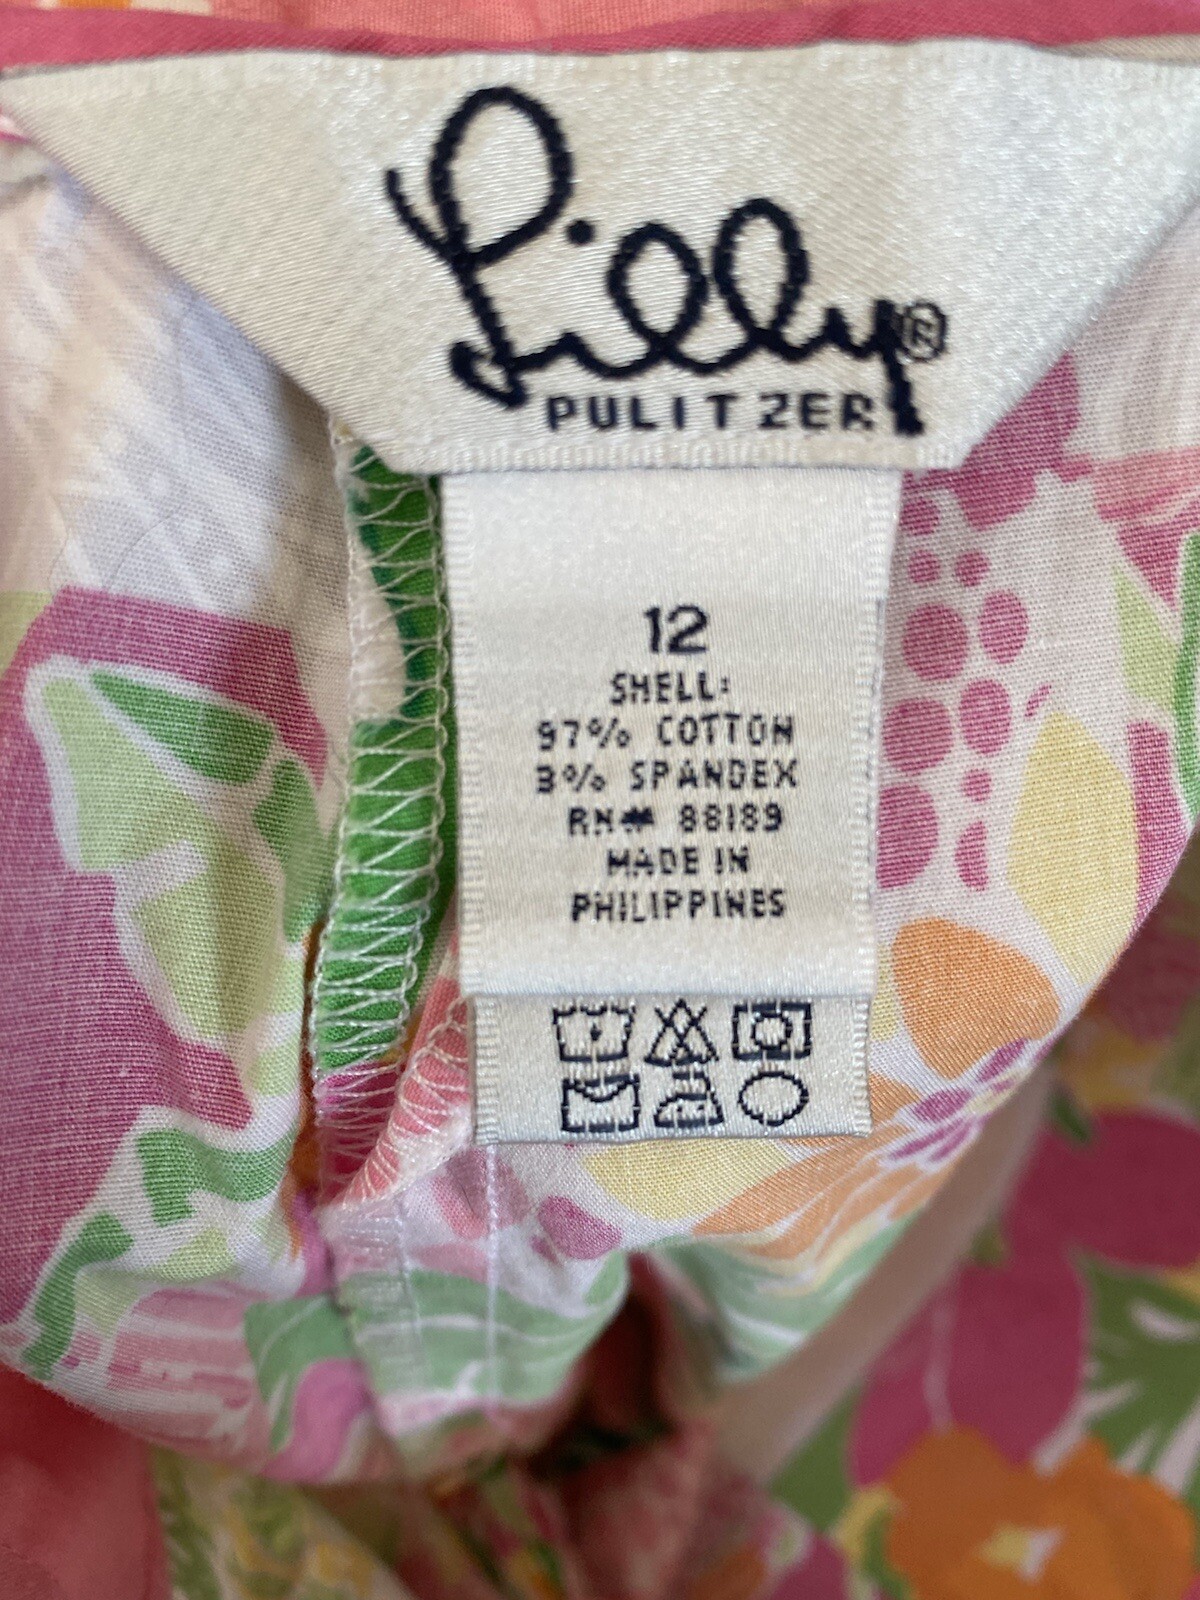 Lilly®
PULITZER
12
SHELL:
97% COTTON
3% SPANDEX
RN# 88189
MADE IN
PHILIPPINES